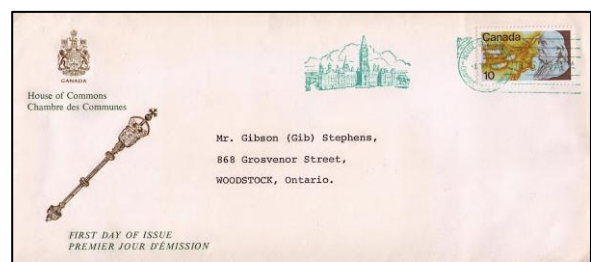 CANADA
House of Commons
Chambre des Communes
Canada
10
Mr. Gibson (Gib) Stephens,
868 Grosvenor Street,
WOODSTOCK, Ontario.
FIRST DAY OF ISSUE
PREMIER JOUR D'ÉMISSION